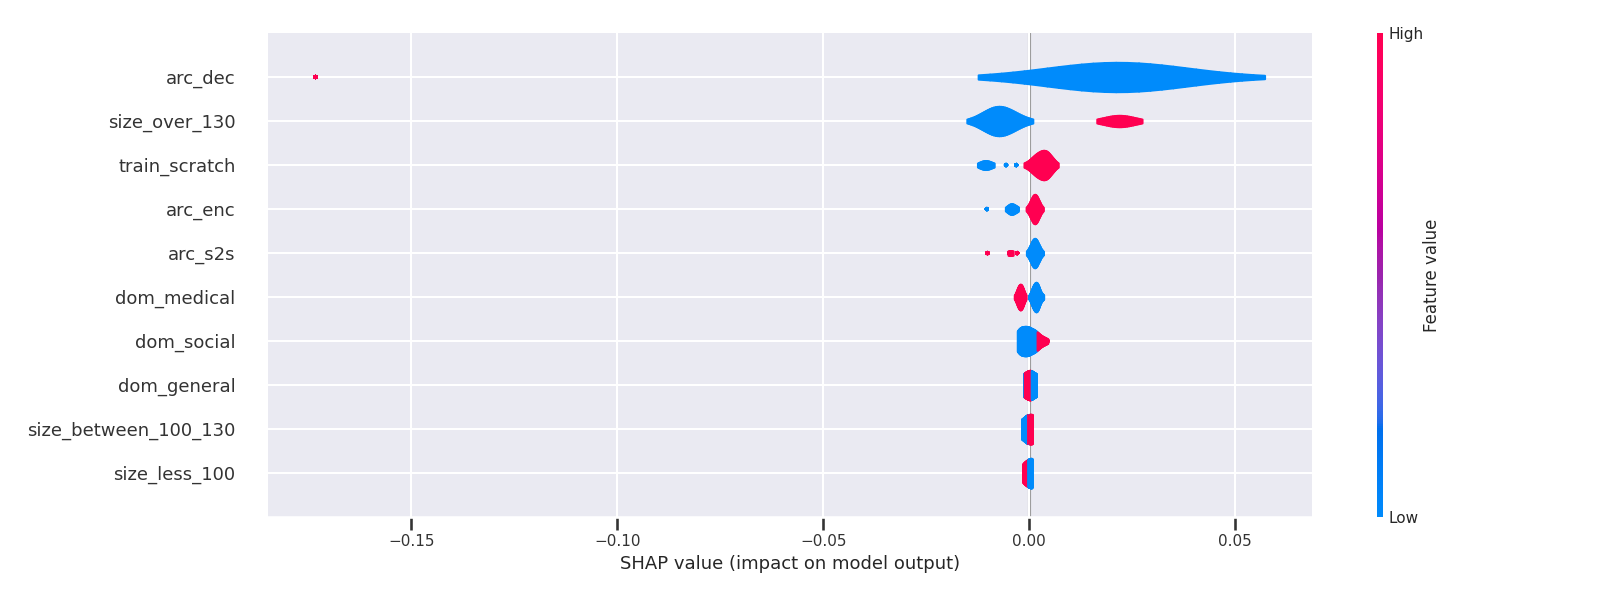 High
arc_dec
size_over_130
train_scratch
arc_enc
arc_s2s
dom_medical
dom_social
dom_general
size_between_100_130
size_less_100
Feature value
Low
−0.15
−0.10
−0.05
0.00
0.05
SHAP value (impact on model output)